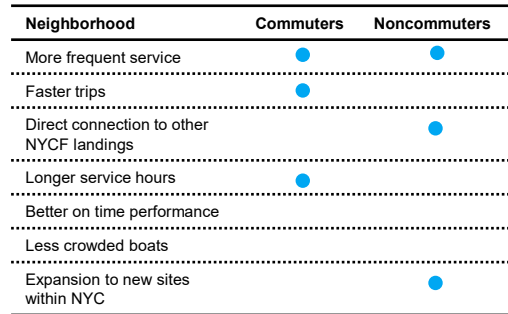 Neighborhood Commuters Noncommuters
More frequent service
Faster trips
Direct connection to other
NYCF landings
Longer service hours
Better on time performance
Less crowded boats
Expansion to new sites
within NYC